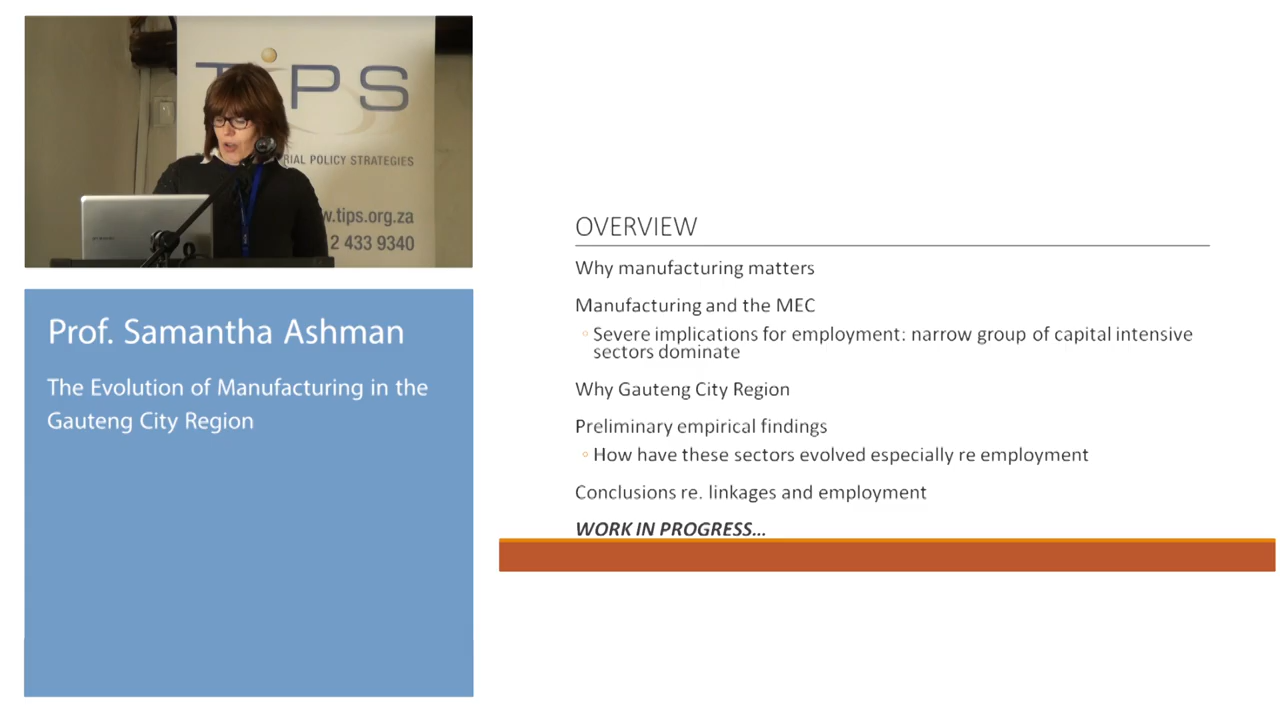 TiPS
RIAL POLICY STRATEGIES
w.tips.org.za
2 433 9340
Prof. Samantha Ashman
The Evolution of Manufacturing in the
Gauteng City Region
OVERVIEW
Why manufacturing matters
Manufacturing and the MEC
◦ Severe implications for employment: narrow group of capital intensive
sectors dominate
Why Gauteng City Region
Preliminary empirical findings
◦ How have these sectors evolved especially re employment
Conclusions re. linkages and employment
WORK IN PROGRESS...